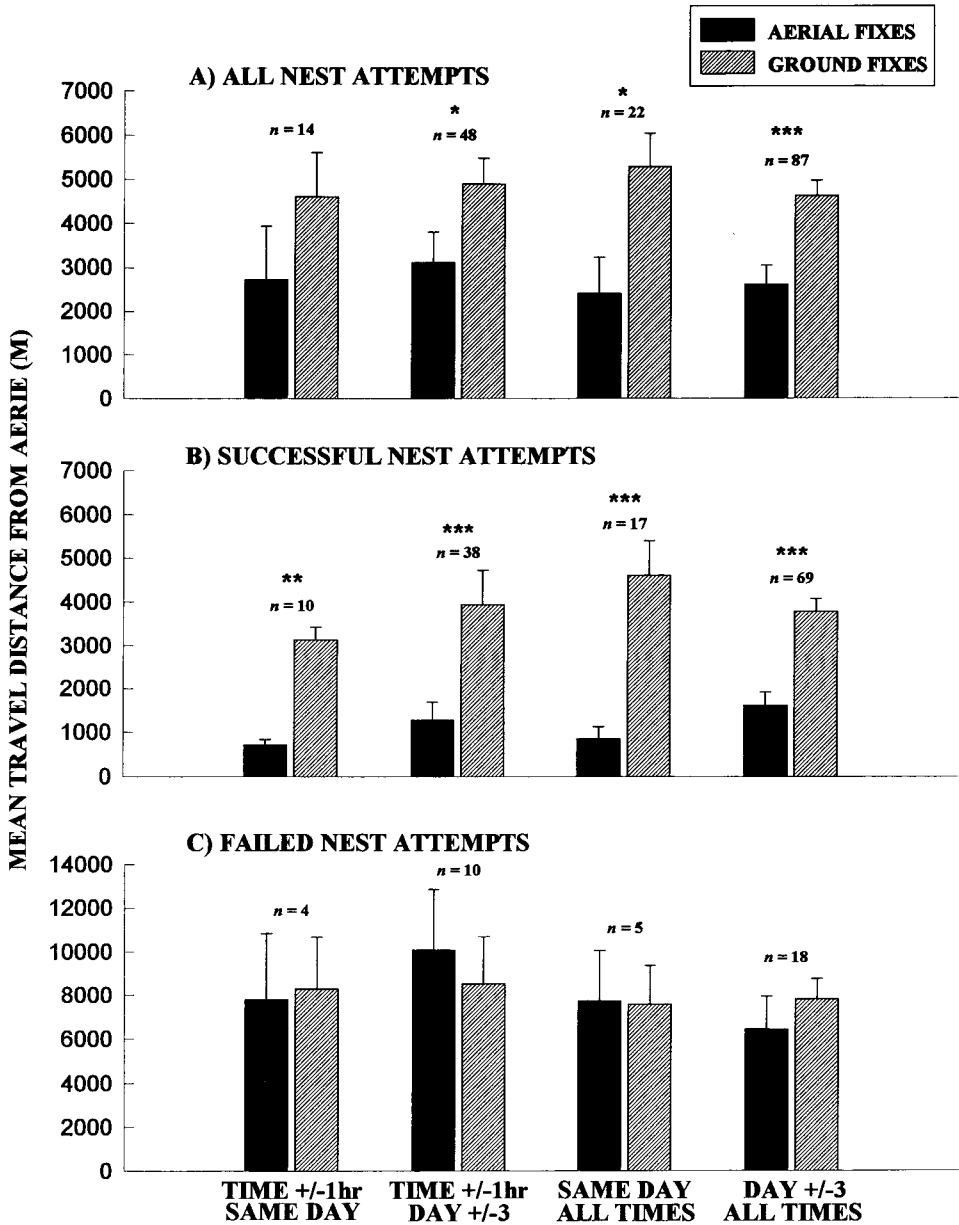 AERIAL FIXES
GROUND FIXES
A) ALL NEST ATTEMPTS
7000
6000
5000
4000
3000
2000
1000
0
n = 14
*
n = 48
*
n = 22
***
n = 87
MEAN TRAVEL DISTANCE FROM AERIE (M)
B) SUCCESSFUL NEST ATTEMPTS
7000
6000
5000
4000
3000
2000
1000
0
**
n = 10
***
n = 38
***
n = 17
***
n = 69
C) FAILED NEST ATTEMPTS
14000
12000
10000
8000
6000
4000
2000
0
n = 4
n = 10
n = 5
n = 18
TIME +/-1hr
SAME DAY
TIME +/-1hr
DAY +/-3
SAME DAY
ALL TIMES
DAY +/-3
ALL TIMES